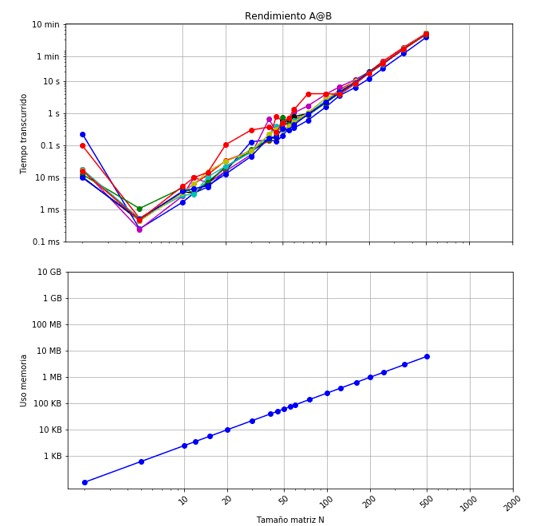 Rendimiento A@B
10 min
1 min
10 s
1 s
0.1 s
10 ms
1 ms
0.1 ms
Tiempo transcurrido
10 GB
1 GB
100 MB
10 MB
1 MB
100 KB
10 KB
1 KB
Uso memoria
10 20 50 100 200 500 1000 2000
Tamaño matriz N